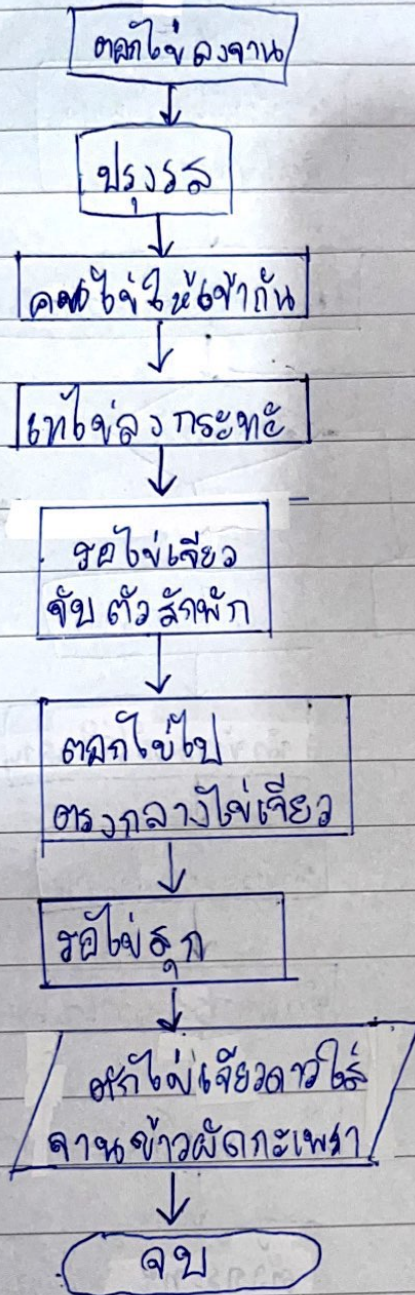 ตอกไข่ลงจาน
ปรุงรส
คนไข่ให้เข้ากัน
เทไข่ลงกระทะ
รอไข่เจียว
จับตัวสักพัก
ตอกไข่ไป
ตรงกลางไข่เจียว
รอไข่สุก
ตักไข่เจียวดาวใส่
จานข้าวผัดกะเพรา
จบ